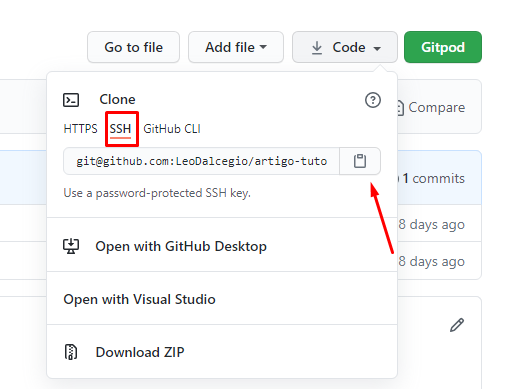 Go to file Add file Code Gitpod
Clone
Compare
HTTPS SSH GitHub CLI
git@github.com:LeoDalcegio/artigo-tuto
1 commits
Use a password-protected SSH key.
8 days ago
Open with GitHub Desktop
8 days ago
Open with Visual Studio
Download ZIP